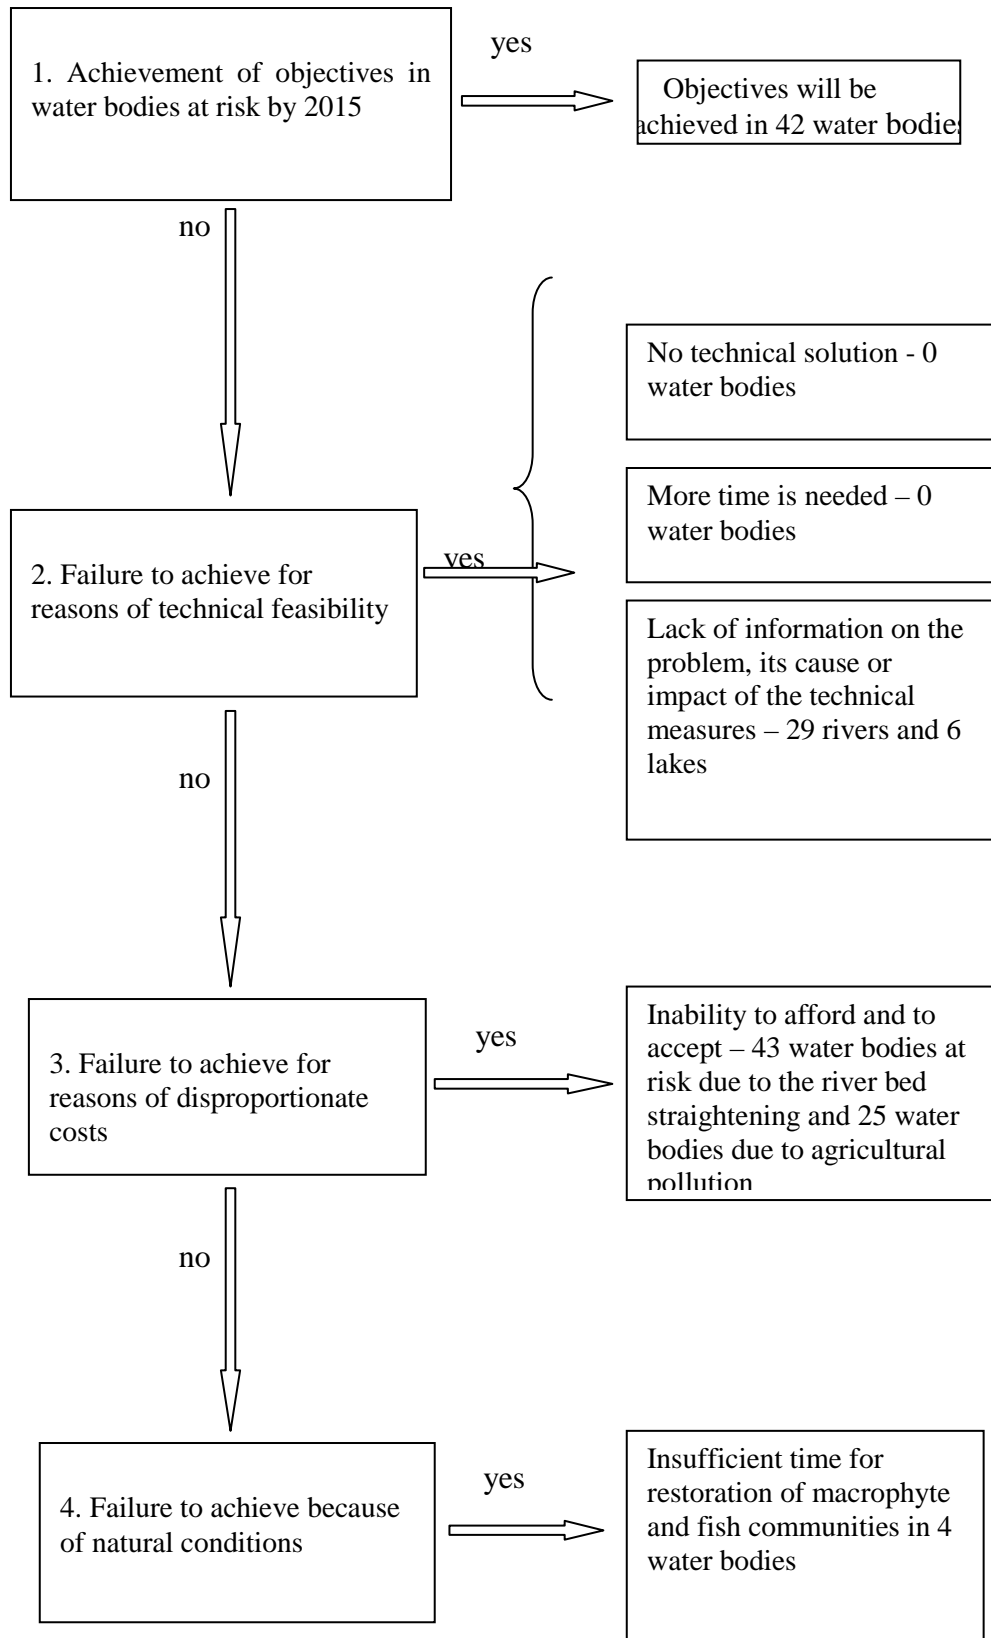 yes
1. Achievement of objectives in
water bodies at risk by 2015
Objectives will be
achieved in 42 water bodies
no
No technical solution - 0
water bodies
More time is needed – 0
water bodies
yes
2. Failure to achieve for
reasons of technical feasibility
Lack of information on the
problem, its cause or
impact of the technical
measures – 29 rivers and 6
lakes
no
Inability to afford and to
accept – 43 water bodies at
risk due to the river bed
straightening and 25 water
bodies due to agricultural
pollution
yes
3. Failure to achieve for
reasons of disproportionate
costs
no
Insufficient time for
restoration of macrophyte
and fish communities in 4
water bodies
yes
4. Failure to achieve because
of natural conditions